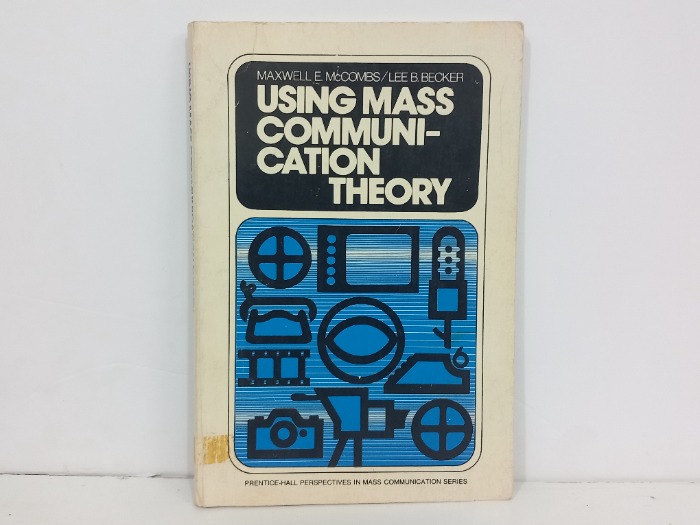 MAXWELL E. McCOMBS/LEE B. BECKER
USING MASS
COMMUNI-
CATION
THEORY
PRENTICE-HALL PERSPECTIVES IN MASS COMMUNICATION SERIES